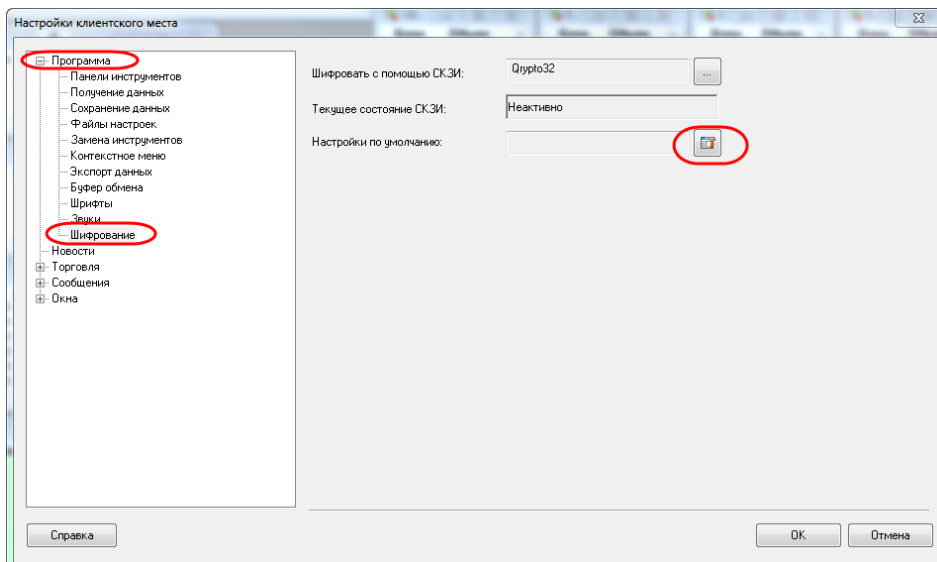 Настройки клиентского места
Программа
Панели инструментов
Получение данных
Сохранение данных
Файлы настроек
Замена инструментов
Контекстное меню
Экспорт данных
Буфер обмена
Шрифты
Звуки
Шифрование
Новости
Торговля
Сообщения
Окна
Шифровать с помощью СКЗИ:
Qrypto32
...
Текущее состояние СКЗИ:
Неактивно
Настройки по умолчанию:
Справка
OK
Отмена